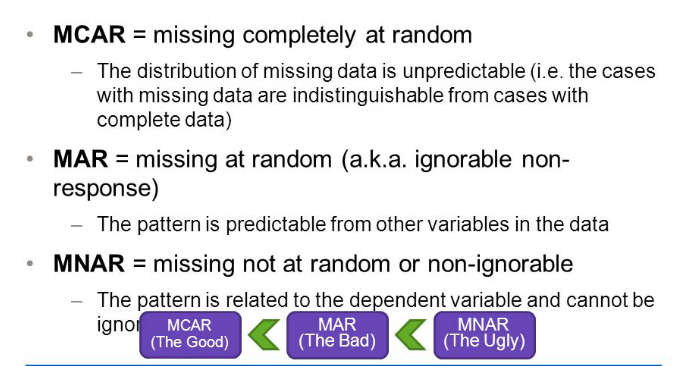 • MCAR = missing completely at random
– The distribution of missing data is unpredictable (i.e. the cases
with missing data are indistinguishable from cases with
complete data)
• MAR = missing at random (a.k.a. ignorable non-
response)
– The pattern is predictable from other variables in the data
• MNAR = missing not at random or non-ignorable
– The pattern is related to the dependent variable and cannot be
MCAR
(The Good)
MAR
(The Bad)
MNAR
(The Ugly)